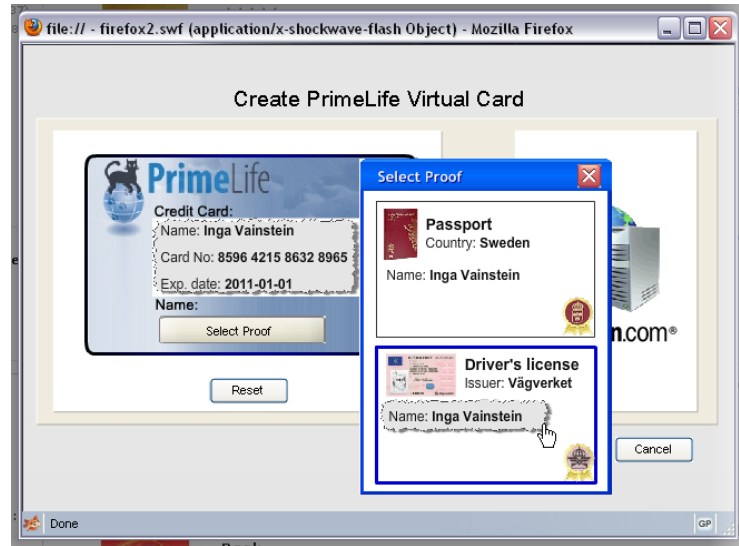 file:// - firefox2.swf (application/x-shockwave-flash Object) - Mozilla Firefox
Create PrimeLife Virtual Card
PrimeLife
Credit Card:
Name: Inga Vainstein
Card No: 8596 4215 8632 8965
Exp. date: 2011-01-01
Name:
Select Proof
Reset
Select Proof
Passport
Country: Sweden
Name: Inga Vainstein
Driver's license
Issuer: Vägverket
Name: Inga Vainstein
n.com®
Cancel
Done
GP